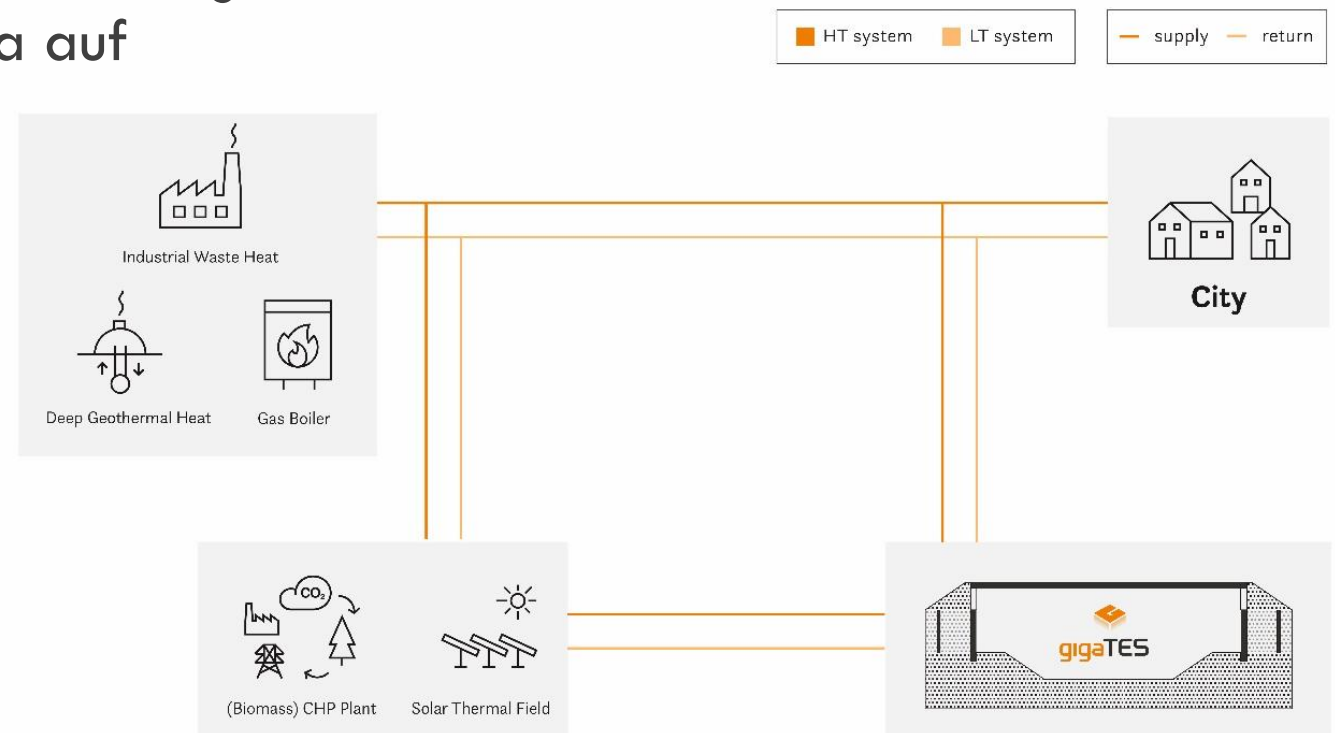 a auf
HT system LT system supply return
Industrial Waste Heat
Deep Geothermal Heat Gas Boiler
City
CO₂
(Biomass) CHP Plant Solar Thermal Field
gigaTES